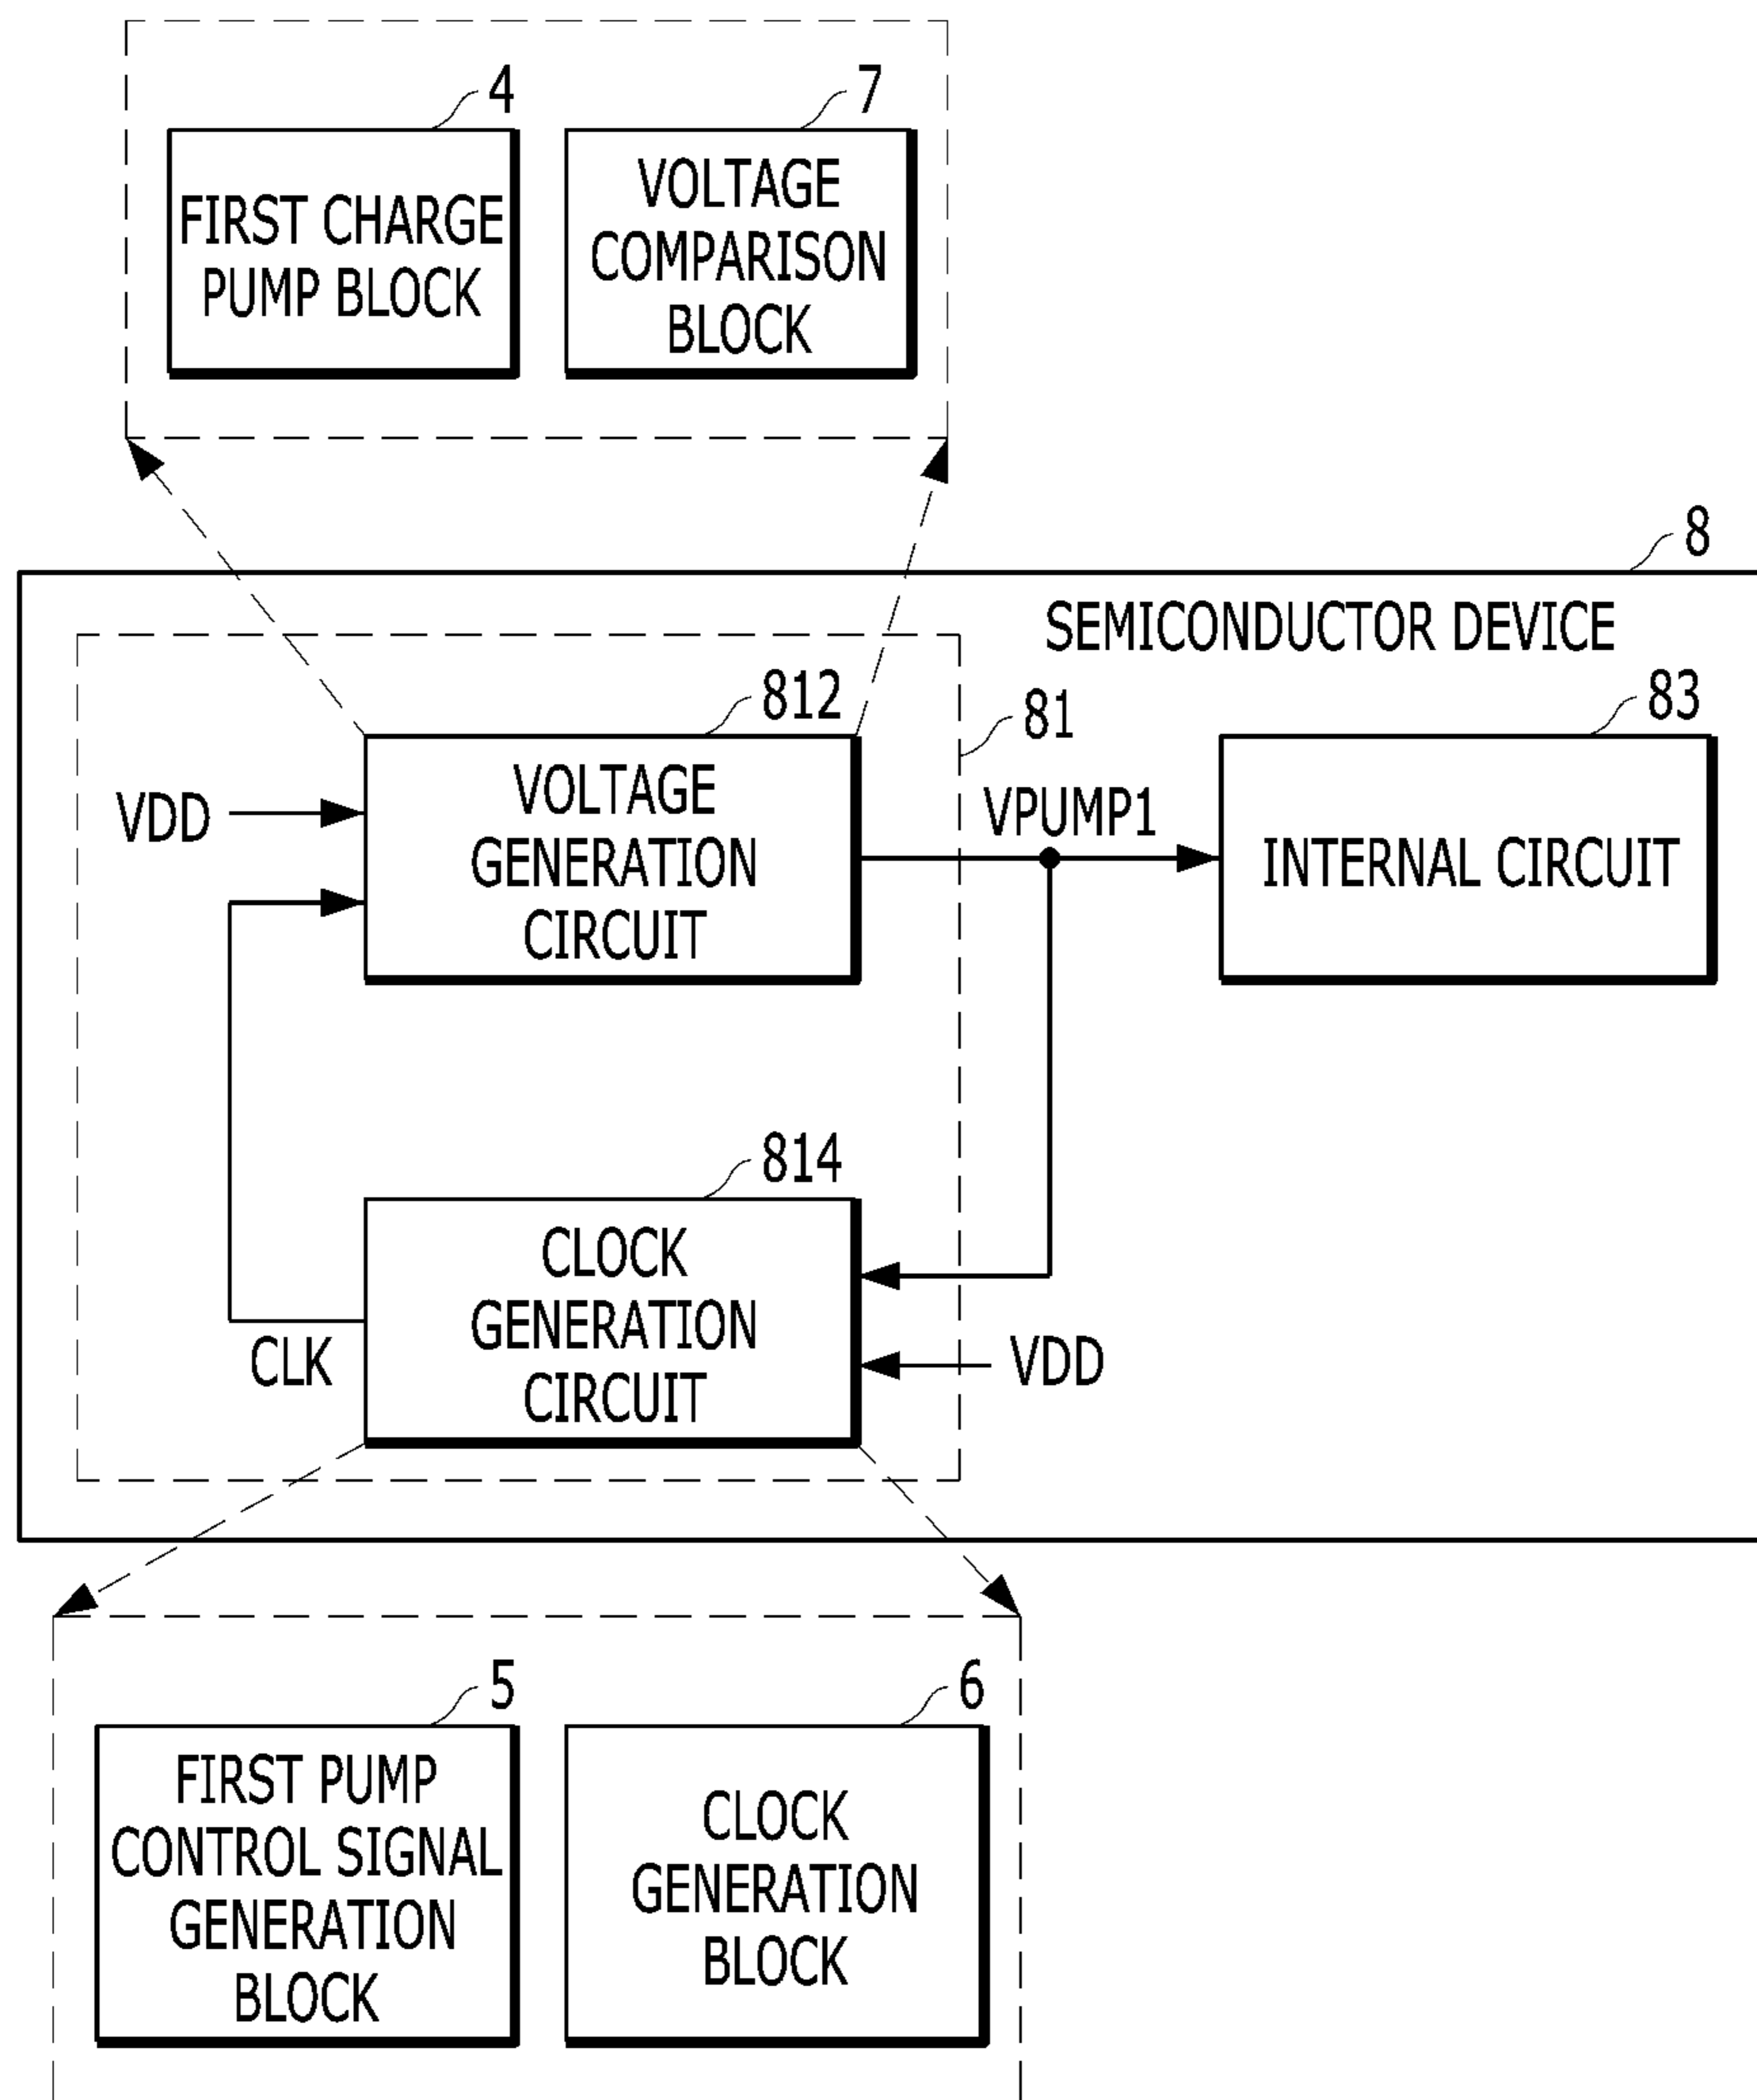 4
7
FIRST CHARGE
PUMP BLOCK
VOLTAGE
COMPARISON
BLOCK
8
SEMICONDUCTOR DEVICE
812
81
83
VDD
VOLTAGE
GENERATION
CIRCUIT
VPUMP1
INTERNAL CIRCUIT
814
CLOCK
GENERATION
CIRCUIT
CLK
VDD
5
6
FIRST PUMP
CONTROL SIGNAL
GENERATION
BLOCK
CLOCK
GENERATION
BLOCK